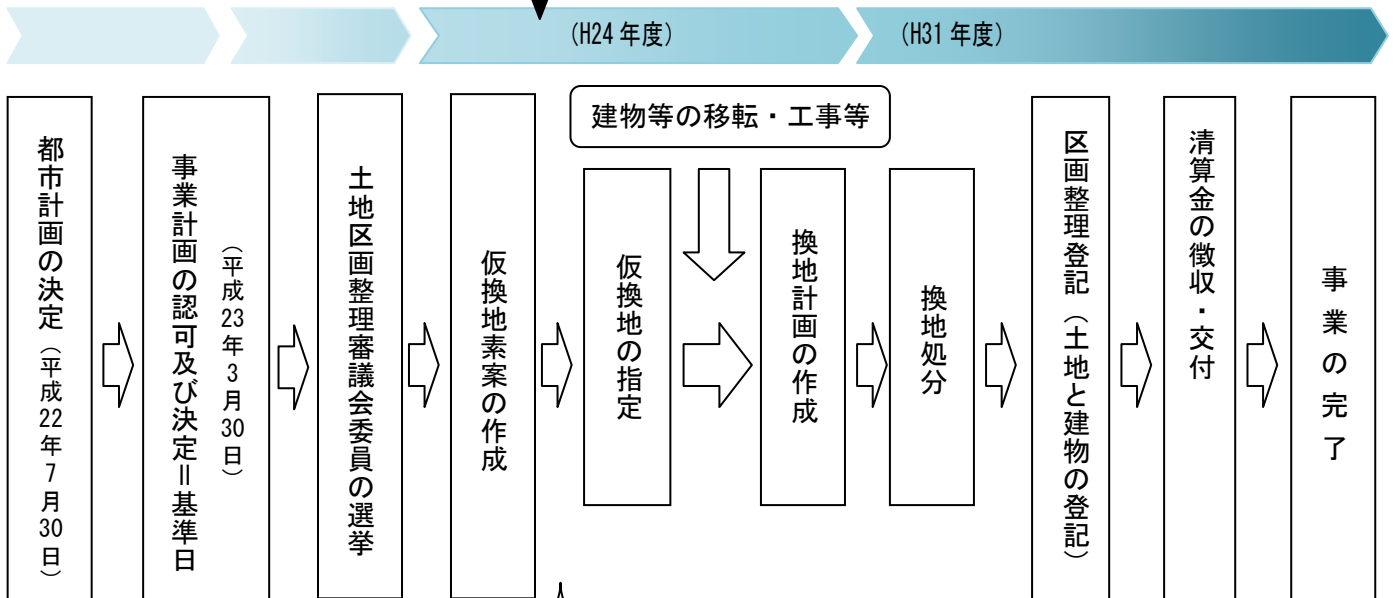 (H24年度)
(H31年度)
建物等の移転・工事等
都市計画の決定（平成22年7月30日）
事業計画の認可及び決定＝基準日
（平成23年3月30日）
土地区画整理審議会委員の選挙
仮換地素案の作成
仮換地の指定
換地計画の作成
換地処分
区画整理登記（土地と建物の登記）
清算金の徴収・交付
事業の完了